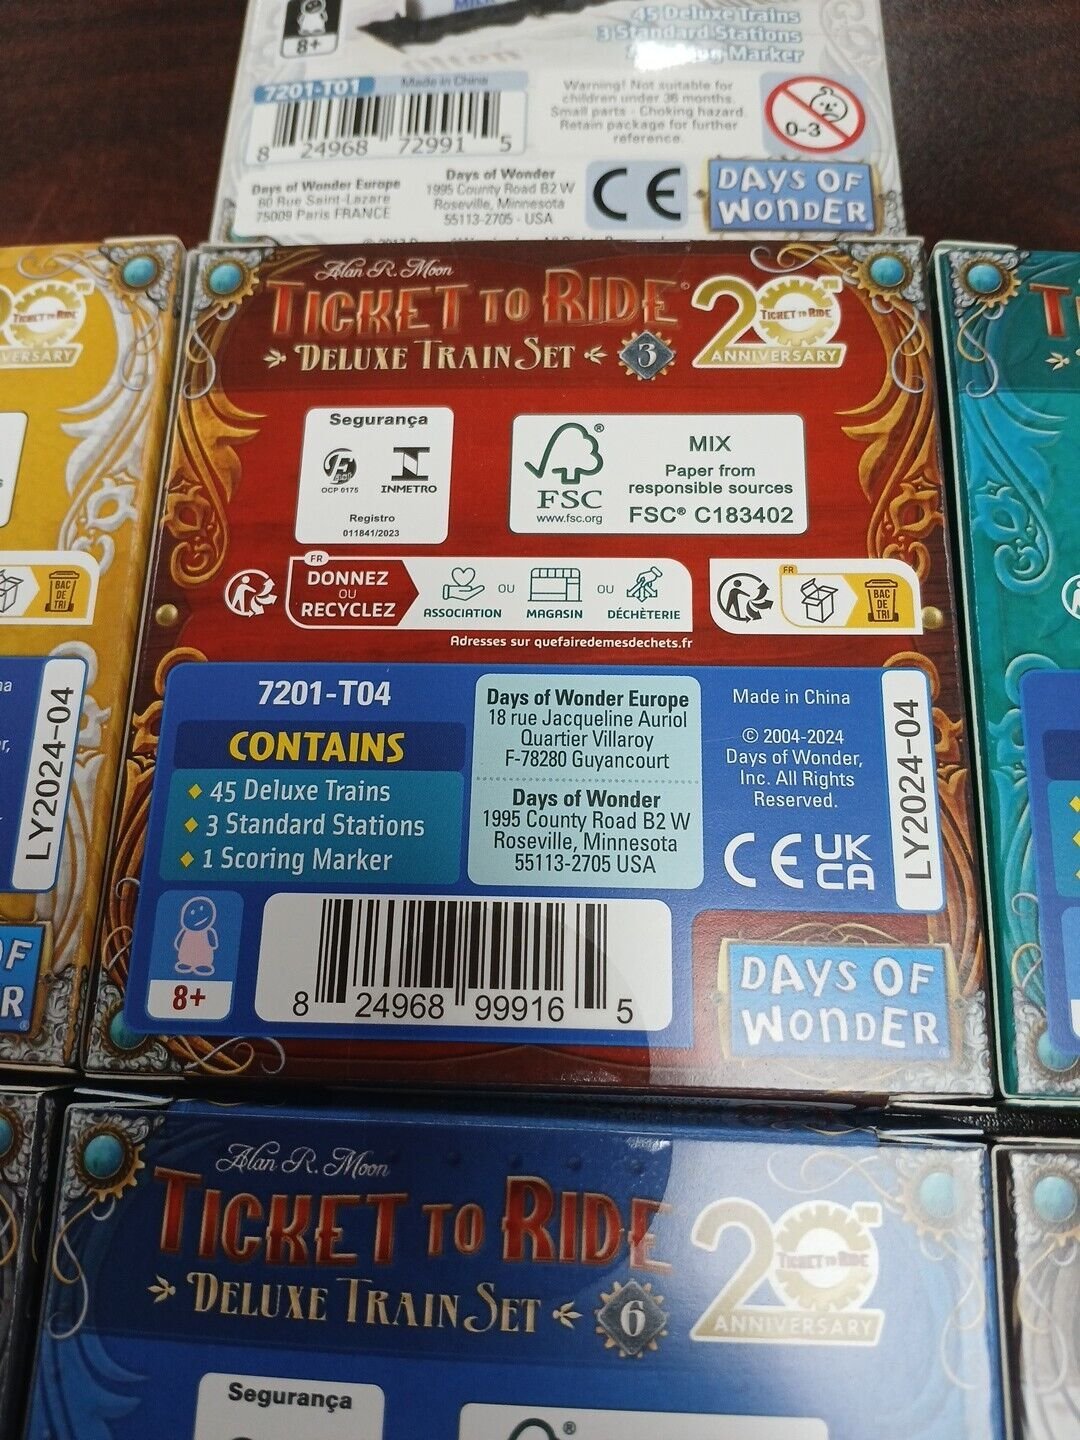 8+
45 Deluxe Trains
3 Standard Stations
Marker
7201-T01
Made in China
8 24968 72991 5
Warning! Not suitable for
children under 36 months.
Small parts - Choking hazard.
Retain package for further
reference.
0-3
Days of Wonder Europe
80 Rue Saint-Lazare
75009 Paris FRANCE
Days of Wonder
1995 County Road B2 W
Roseville, Minnesota
55113-2705 - USA
CE
DAYS OF
WONDER
Alan R. Moon
TICKET TO RIDE
DELUXE TRAIN SET
3
20TH
TICKET TO RIDE
ANNIVERSARY
Segurança
OCP 0175
INMETRO
Registro
011841/2023
FSC®
www.fsc.org
MIX
Paper from
responsible sources
FSC® C183402
FR
DONNEZ
OU
RECYCLEZ
ASSOCIATION
OU
MAGASIN
OU
DÉCHÈTERIE
FR
BAC
DE
TRI
Adresses sur quefairedemesdechets.fr
7201-T04
CONTAINS
45 Deluxe Trains
3 Standard Stations
1 Scoring Marker
Days of Wonder Europe
18 rue Jacqueline Auriol
Quartier Villaroy
F-78280 Guyancourt
Days of Wonder
1995 County Road B2 W
Roseville, Minnesota
55113-2705 USA
Made in China
© 2004-2024
Days of Wonder,
Inc. All Rights
Reserved.
CE UK
CA
LY2024-04
8+
8 24968 99916 5
DAYS OF
WONDER
TICKET TO RIDE
BAC
DE
TRI
LY2024-04
OF
Alan R. Moon
TICKET TO RIDE
DELUXE TRAIN SET
6
20TH
TICKET TO RIDE
ANNIVERSARY
Segurança